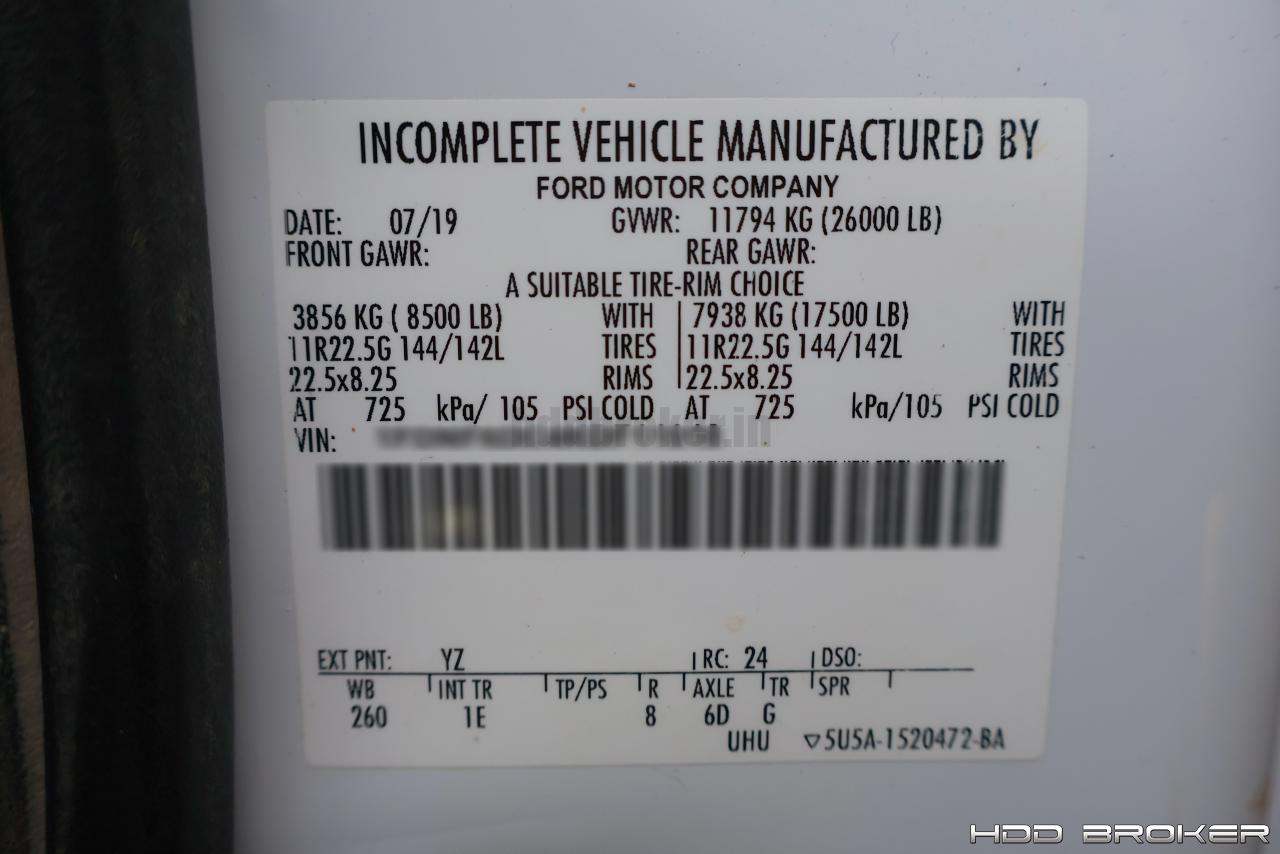 INCOMPLETE VEHICLE MANUFACTURED BY
FORD MOTOR COMPANY
DATE: 07/19 GVWR: 11794 KG (26000 LB)
FRONT GAWR: REAR GAWR:
A SUITABLE TIRE-RIM CHOICE
3856 KG ( 8500 LB) WITH 7938 KG (17500 LB) WITH
11R22.5G 144/142L TIRES 11R22.5G 144/142L TIRES
22.5x8.25 RIMS 22.5x8.25 RIMS
AT 725 kPa/ 105 PSI COLD AT 725 kPa/105 PSI COLD
VIN:
EXT PNT: YZ RC: 24 DSO:
WB INT TR TP/PS R AXLE TR SPR
260 1E 8 6D G
UHU ▽5U5A-1520472-BA
HDD BROKER